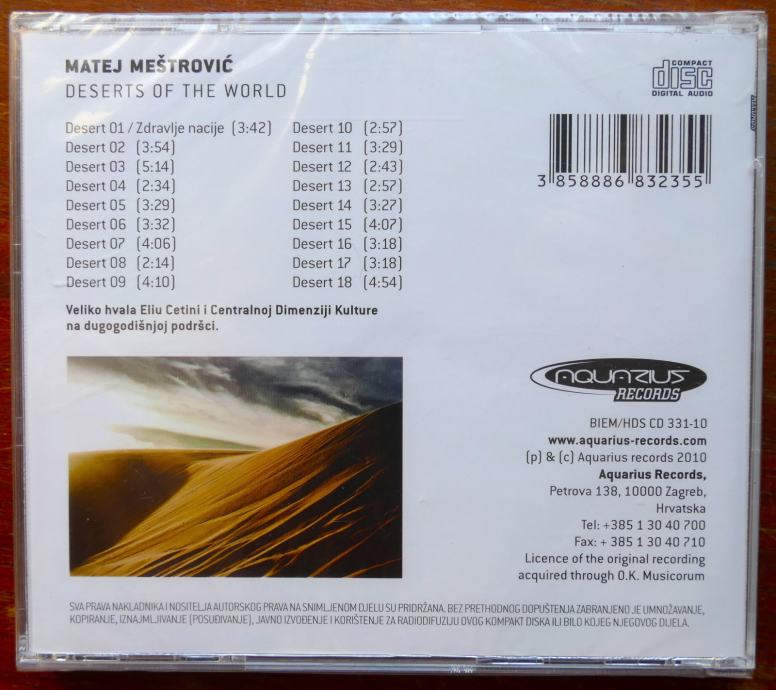 MATEJ MEŠTROVIĆ
DESERTS OF THE WORLD
COMPACT
disc
DIGITAL AUDIO
Desert 01 / Zdravlje nacije (3:42)
Desert 02 (3:54)
Desert 03 (5:14)
Desert 04 (2:34)
Desert 05 (3:29)
Desert 06 (3:32)
Desert 07 (4:06)
Desert 08 (2:14)
Desert 09 (4:10)
Desert 10 (2:57)
Desert 11 (3:29)
Desert 12 (2:43)
Desert 13 (2:57)
Desert 14 (3:27)
Desert 15 (4:07)
Desert 16 (3:18)
Desert 17 (3:18)
Desert 18 (4:54)
3 858886 832355
Veliko hvala Eliu Cetini i Centralnoj Dimenziji Kulture
na dugogodišnjoj podršci.
AQUARIUS
RECORDS
BIEM/HDS CD 331-10
www.aquarius-records.com
(p) & (c) Aquarius records 2010
Aquarius Records,
Petrova 138, 10000 Zagreb,
Hrvatska
Tel: +385 1 30 40 700
Fax: + 385 1 30 40 710
Licence of the original recording
acquired through O.K. Musicorum
SVA PRAVA NAKLADNIKA I NOSITELJA AUTORSKOG PRAVA NA SNIMLJENOM DJELU SU PRIDRŽANA. BEZ PRETHODNOG DOPUŠTENJA ZABRANJENO JE UMNOŽAVANJE,
KOPIRANJE, IZNAJMLJIVANJE (POSUĐIVANJE), JAVNO IZVOĐENJE I KORIŠTENJE ZA RADIODIFUZIJU OVOG KOMPAKT DISKA ILI BILO KOJEG NJEGOVOG DIJELA.